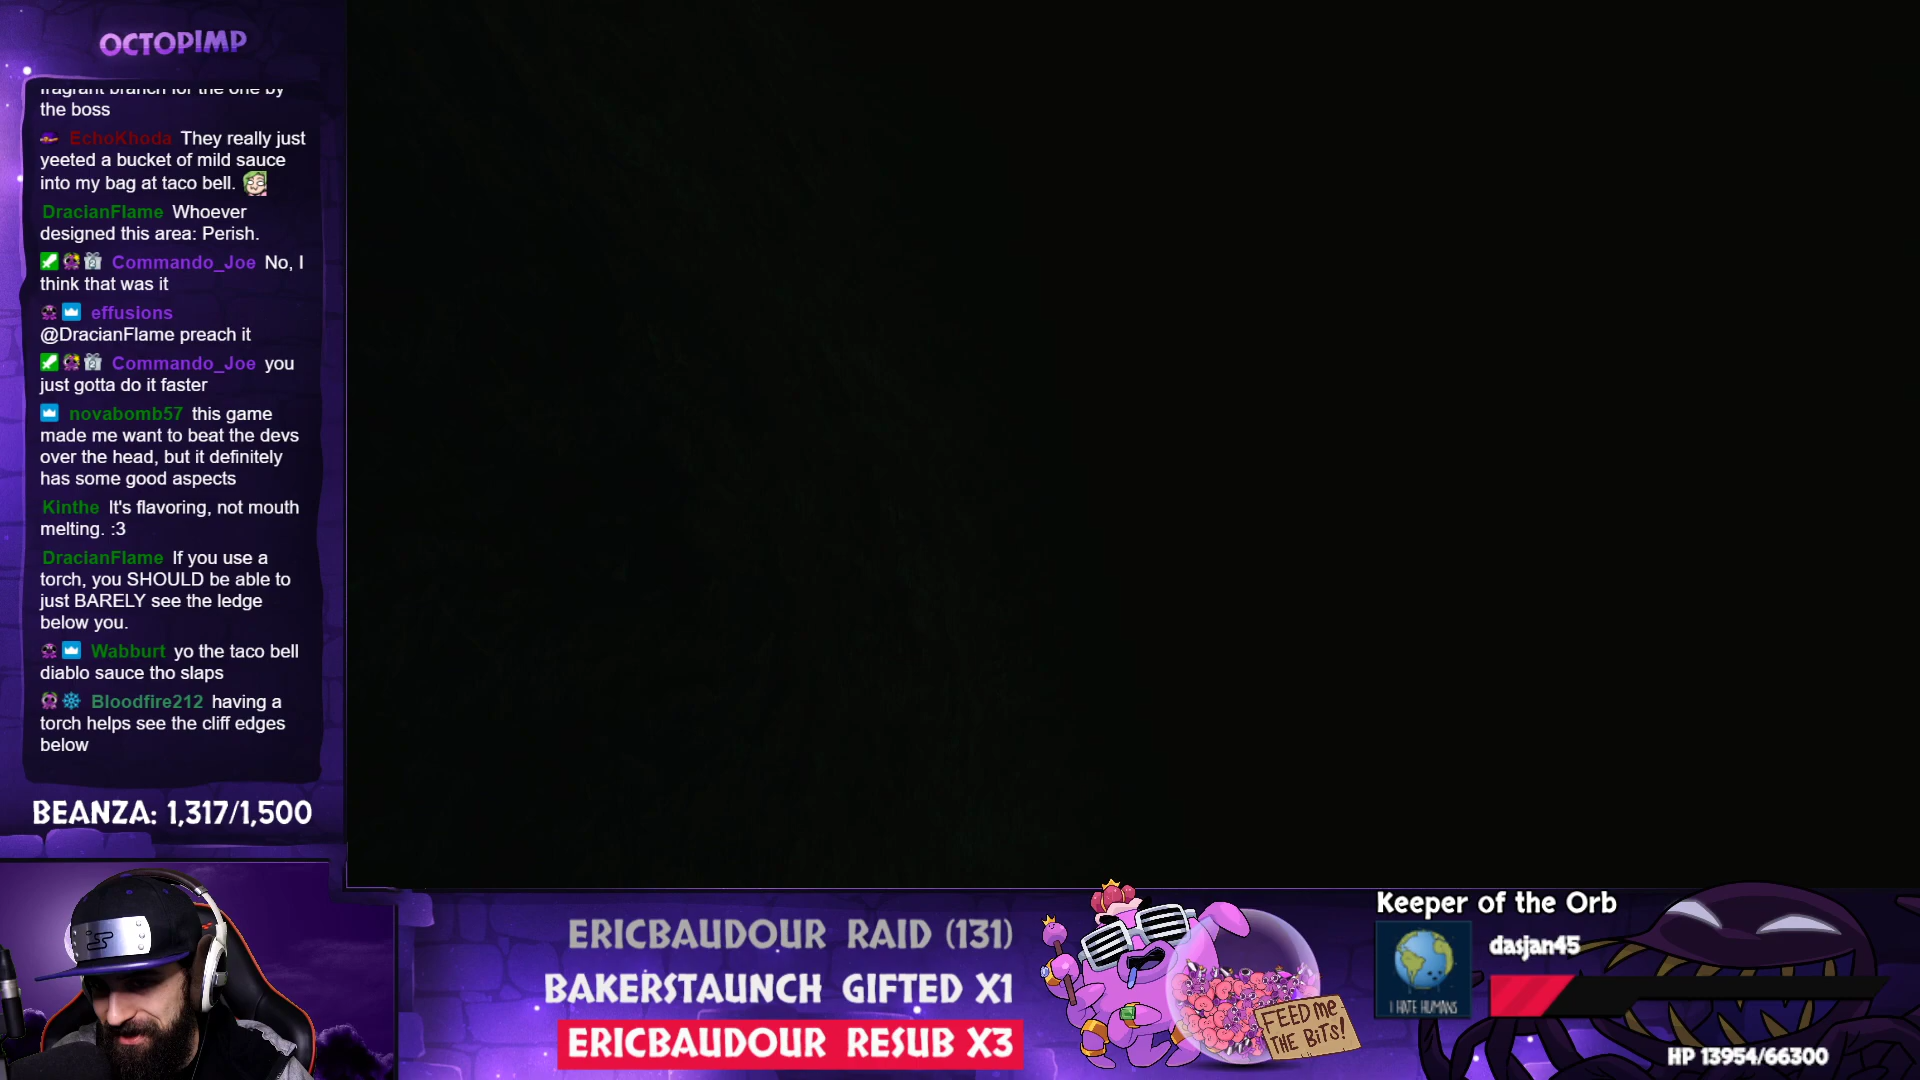 OCTOPIMP
fragrant branch for the one by
the boss
EchoKhoda They really just
yeeted a bucket of mild sauce
into my bag at taco bell.
DracianFlame Whoever
designed this area: Perish.
Commando_Joe No, I
think that was it
effusions
@DracianFlame preach it
Commando_Joe you
just gotta do it faster
novabomb57 this game
made me want to beat the devs
over the head, but it definitely
has some good aspects
Kinthe It's flavoring, not mouth
melting. :3
DracianFlame If you use a
torch, you SHOULD be able to
just BARELY see the ledge
below you.
Wabburt yo the taco bell
diablo sauce tho slaps
Bloodfire212 having a
torch helps see the cliff edges
below
BEANZA: 1,317/1,500
ERICBAUDOUR RAID (131)
BAKERSTAUNCH GIFTED X1
ERICBAUDOUR RESUB X3
FEED ME
THE BITS!
Keeper of the Orb
dasjan45
I HATE HUMANS
HP 13954/66300